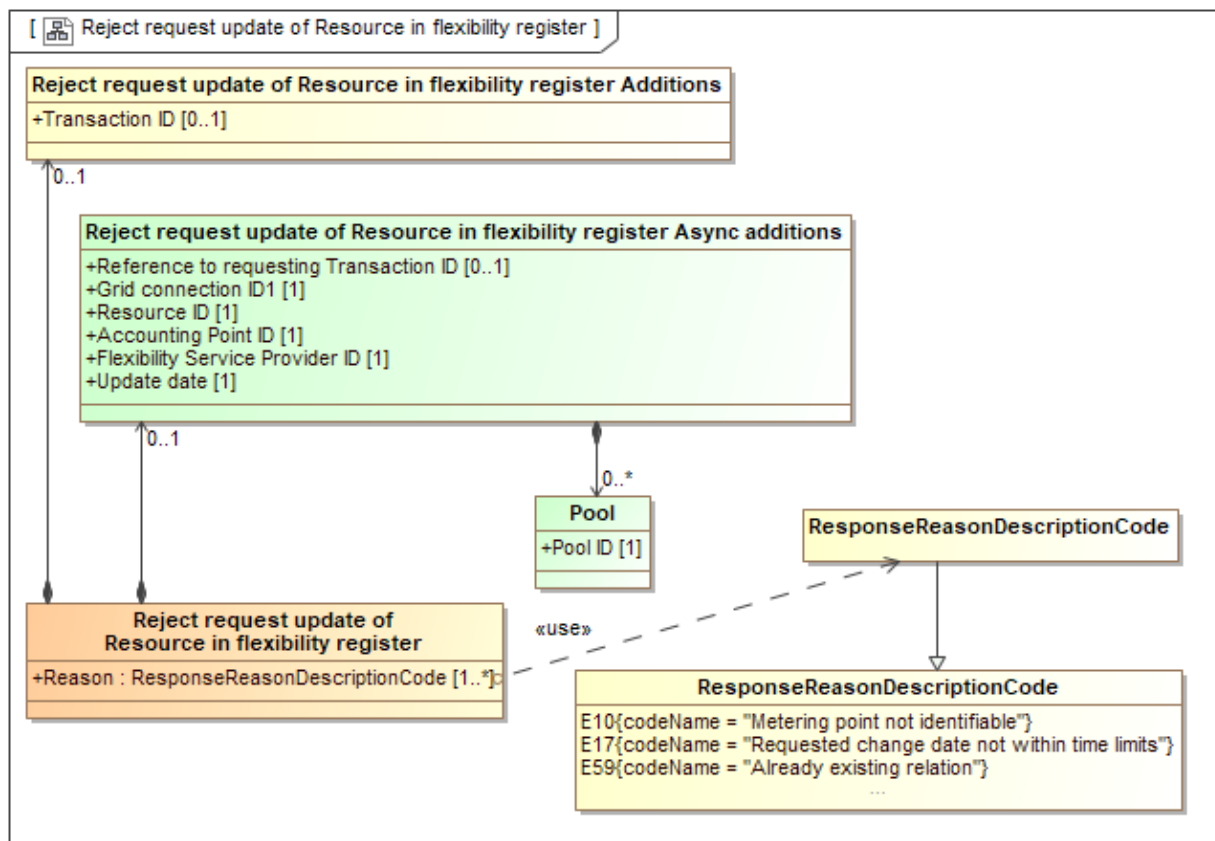 [ Reject request update of Resource in flexibility register ]
Reject request update of Resource in flexibility register Additions
+Transaction ID [0..1]
0..1
Reject request update of Resource in flexibility register Async additions
+Reference to requesting Transaction ID [0..1]
+Grid connection ID1 [1]
+Resource ID [1]
+Accounting Point ID [1]
+Flexibility Service Provider ID [1]
+Update date [1]
0..1
0..*
Pool
+Pool ID [1]
ResponseReasonDescriptionCode
Reject request update of
Resource in flexibility register
+Reason : ResponseReasonDescriptionCode [1..*]
«use»
ResponseReasonDescriptionCode
E10{codeName = "Metering point not identifiable"}
E17{codeName = "Requested change date not within time limits"}
E59{codeName = "Already existing relation"}
...